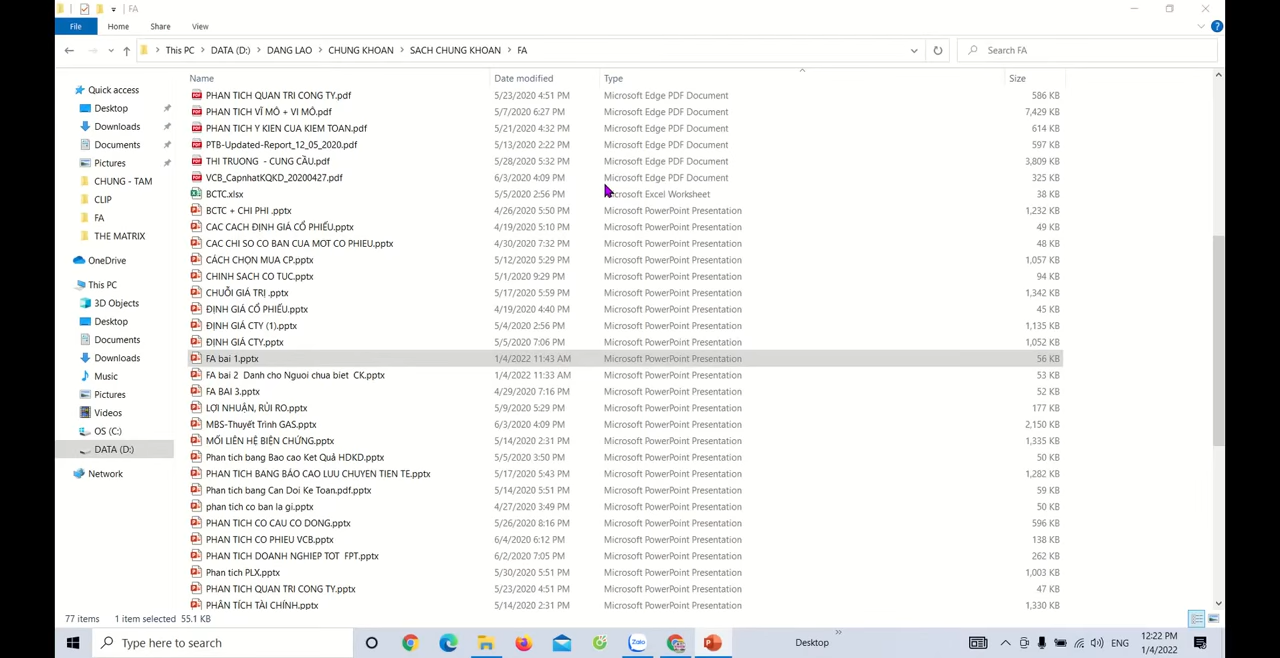 FA
File Home Share View
This PC DATA (D:) DANG LAO CHUNG KHOAN SACH CHUNG KHOAN FA Search FA
Name Date modified Type Size
Quick access
Desktop
Downloads
Documents
Pictures
CHUNG - TAM
CLIP
FA
THE MATRIX
OneDrive
This PC
3D Objects
Desktop
Documents
Downloads
Music
Pictures
Videos
OS (C:)
DATA (D:)
Network
PHAN TICH QUAN TRI CONG TY.pdf 5/23/2020 4:51 PM Microsoft Edge PDF Document 586 KB
PHAN TICH VĨ MÔ + VI MÔ.pdf 5/7/2020 6:27 PM Microsoft Edge PDF Document 7,429 KB
PHAN TICH Y KIEN CUA KIEM TOAN.pdf 5/21/2020 4:32 PM Microsoft Edge PDF Document 614 KB
PTB-Updated-Report_12_05_2020.pdf 5/13/2020 2:22 PM Microsoft Edge PDF Document 597 KB
THI TRUONG - CUNG CẦU.pdf 5/28/2020 5:32 PM Microsoft Edge PDF Document 3,809 KB
VCB_CapnhatKQKD_20200427.pdf 6/3/2020 4:09 PM Microsoft Edge PDF Document 325 KB
BCTC.xlsx 5/5/2020 2:56 PM Microsoft Excel Worksheet 38 KB
BCTC + CHI PHI .pptx 4/26/2020 5:50 PM Microsoft PowerPoint Presentation 1,232 KB
CAC CACH ĐỊNH GIÁ CỔ PHIẾU.pptx 4/19/2020 5:10 PM Microsoft PowerPoint Presentation 49 KB
CAC CHI SO CO BAN CUA MOT CO PHIEU.pptx 4/30/2020 7:32 PM Microsoft PowerPoint Presentation 48 KB
CÁCH CHỌN MUA CP.pptx 5/12/2020 5:29 PM Microsoft PowerPoint Presentation 1,057 KB
CHINH SACH CO TUC.pptx 5/1/2020 9:29 PM Microsoft PowerPoint Presentation 94 KB
CHUỖI GIÁ TRỊ .pptx 5/17/2020 5:59 PM Microsoft PowerPoint Presentation 1,342 KB
ĐỊNH GIÁ CỔ PHIẾU.pptx 4/19/2020 4:40 PM Microsoft PowerPoint Presentation 45 KB
ĐỊNH GIÁ CTY (1).pptx 5/4/2020 2:56 PM Microsoft PowerPoint Presentation 1,135 KB
ĐỊNH GIÁ CTY.pptx 5/5/2020 7:06 PM Microsoft PowerPoint Presentation 1,052 KB
FA bai 1.pptx 1/4/2022 11:43 AM Microsoft PowerPoint Presentation 56 KB
FA bai 2 Danh cho Nguoi chua biet CK.pptx 1/4/2022 11:33 AM Microsoft PowerPoint Presentation 53 KB
FA BAI 3.pptx 4/29/2020 7:16 PM Microsoft PowerPoint Presentation 52 KB
LỢI NHUẬN, RỦI RO.pptx 5/9/2020 5:29 PM Microsoft PowerPoint Presentation 177 KB
MBS-Thuyết Trình GAS.pptx 6/3/2020 4:09 PM Microsoft PowerPoint Presentation 2,150 KB
MỐI LIÊN HỆ BIỆN CHỨNG.pptx 5/14/2020 2:31 PM Microsoft PowerPoint Presentation 1,335 KB
Phan tich bang Bao cao Ket Quả HDKD.pptx 5/5/2020 3:50 PM Microsoft PowerPoint Presentation 50 KB
PHAN TICH BANG BÁO CAO LUU CHUYEN TIEN TE.pptx 5/17/2020 5:43 PM Microsoft PowerPoint Presentation 1,282 KB
Phan tich bang Can Doi Ke Toan.pdf.pptx 5/14/2020 5:51 PM Microsoft PowerPoint Presentation 59 KB
phan tich co ban la gi.pptx 4/27/2020 3:49 PM Microsoft PowerPoint Presentation 50 KB
PHAN TICH CO CAU CO DONG.pptx 5/26/2020 8:16 PM Microsoft PowerPoint Presentation 596 KB
PHAN TICH CO PHIEU VCB.pptx 6/4/2020 6:12 PM Microsoft PowerPoint Presentation 138 KB
PHAN TICH DOANH NGHIEP TOT FPT.pptx 6/2/2020 7:05 PM Microsoft PowerPoint Presentation 262 KB
Phan tich PLX.pptx 5/30/2020 5:51 PM Microsoft PowerPoint Presentation 1,003 KB
PHAN TICH QUAN TRI CONG TY.pptx 5/23/2020 4:51 PM Microsoft PowerPoint Presentation 47 KB
PHÂN TÍCH TÀI CHÍNH.pptx 5/14/2020 2:31 PM Microsoft PowerPoint Presentation 1,330 KB
77 items 1 item selected 55.1 KB
Type here to search Zalo Desktop ENG 12:22 PM
1/4/2022